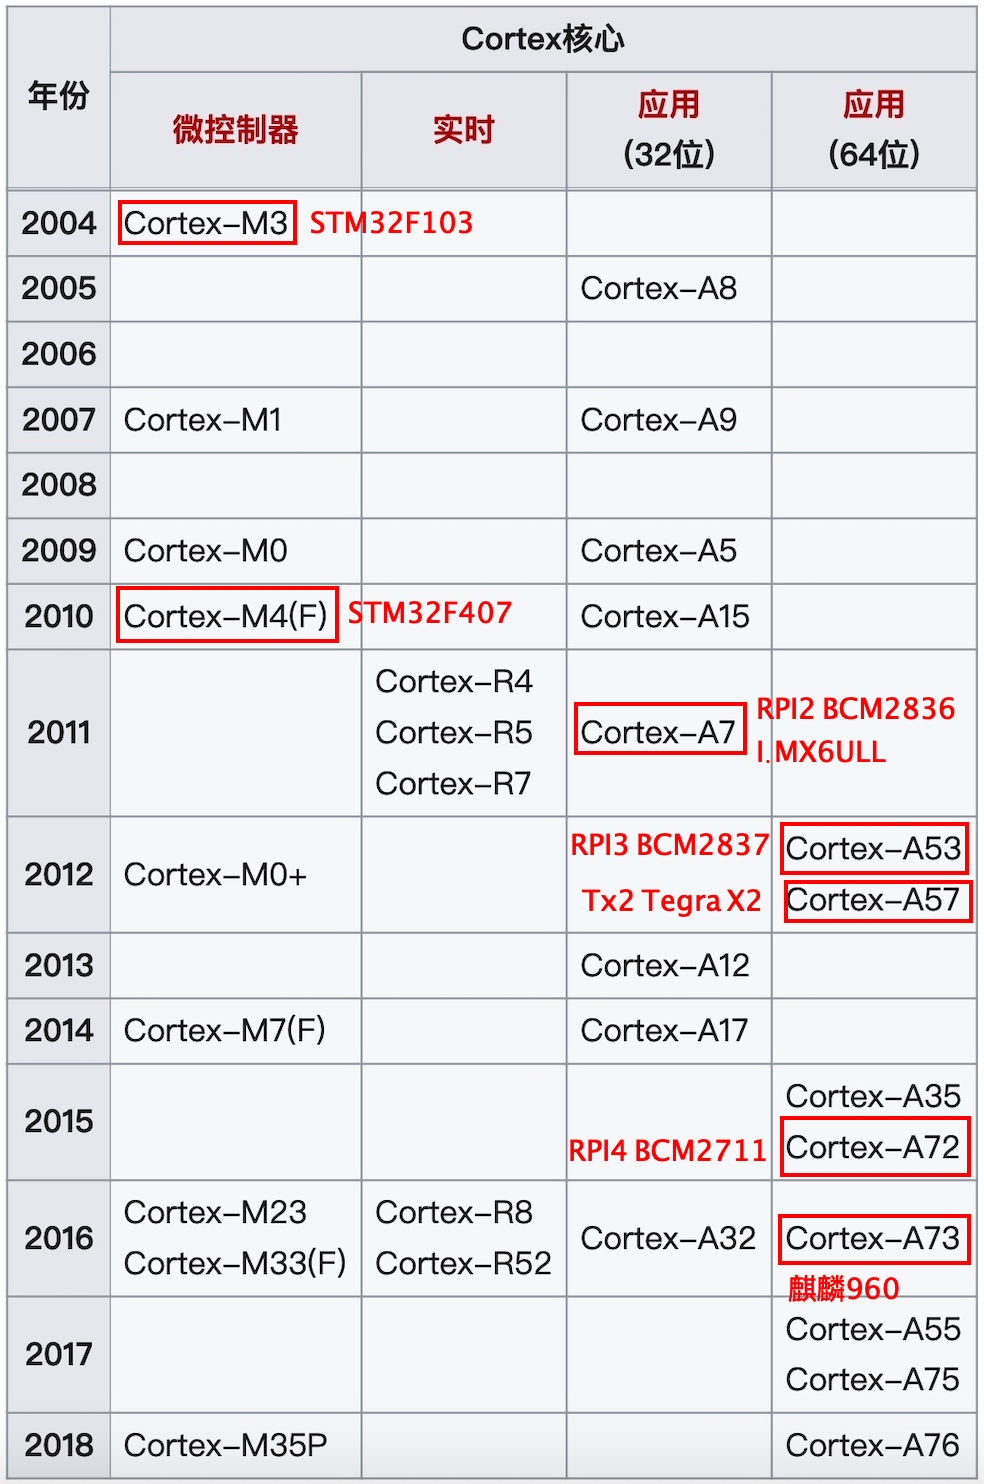 Cortex核心
年份
微控制器
实时
应用
(32位)
应用
(64位)
2004
Cortex-M3
STM32F103
2005
Cortex-A8
2006
2007
Cortex-M1
Cortex-A9
2008
2009
Cortex-M0
Cortex-A5
2010
Cortex-M4(F)
STM32F407
Cortex-A15
2011
Cortex-R4
Cortex-R5
Cortex-R7
Cortex-A7
RPI2 BCM2836
I.MX6ULL
2012
Cortex-M0+
RPI3 BCM2837
Cortex-A53
Tx2 Tegra X2
Cortex-A57
2013
Cortex-A12
2014
Cortex-M7(F)
Cortex-A17
2015
Cortex-A35
RPI4 BCM2711
Cortex-A72
2016
Cortex-M23
Cortex-M33(F)
Cortex-R8
Cortex-R52
Cortex-A32
Cortex-A73
麒麟960
2017
Cortex-A55
Cortex-A75
2018
Cortex-M35P
Cortex-A76